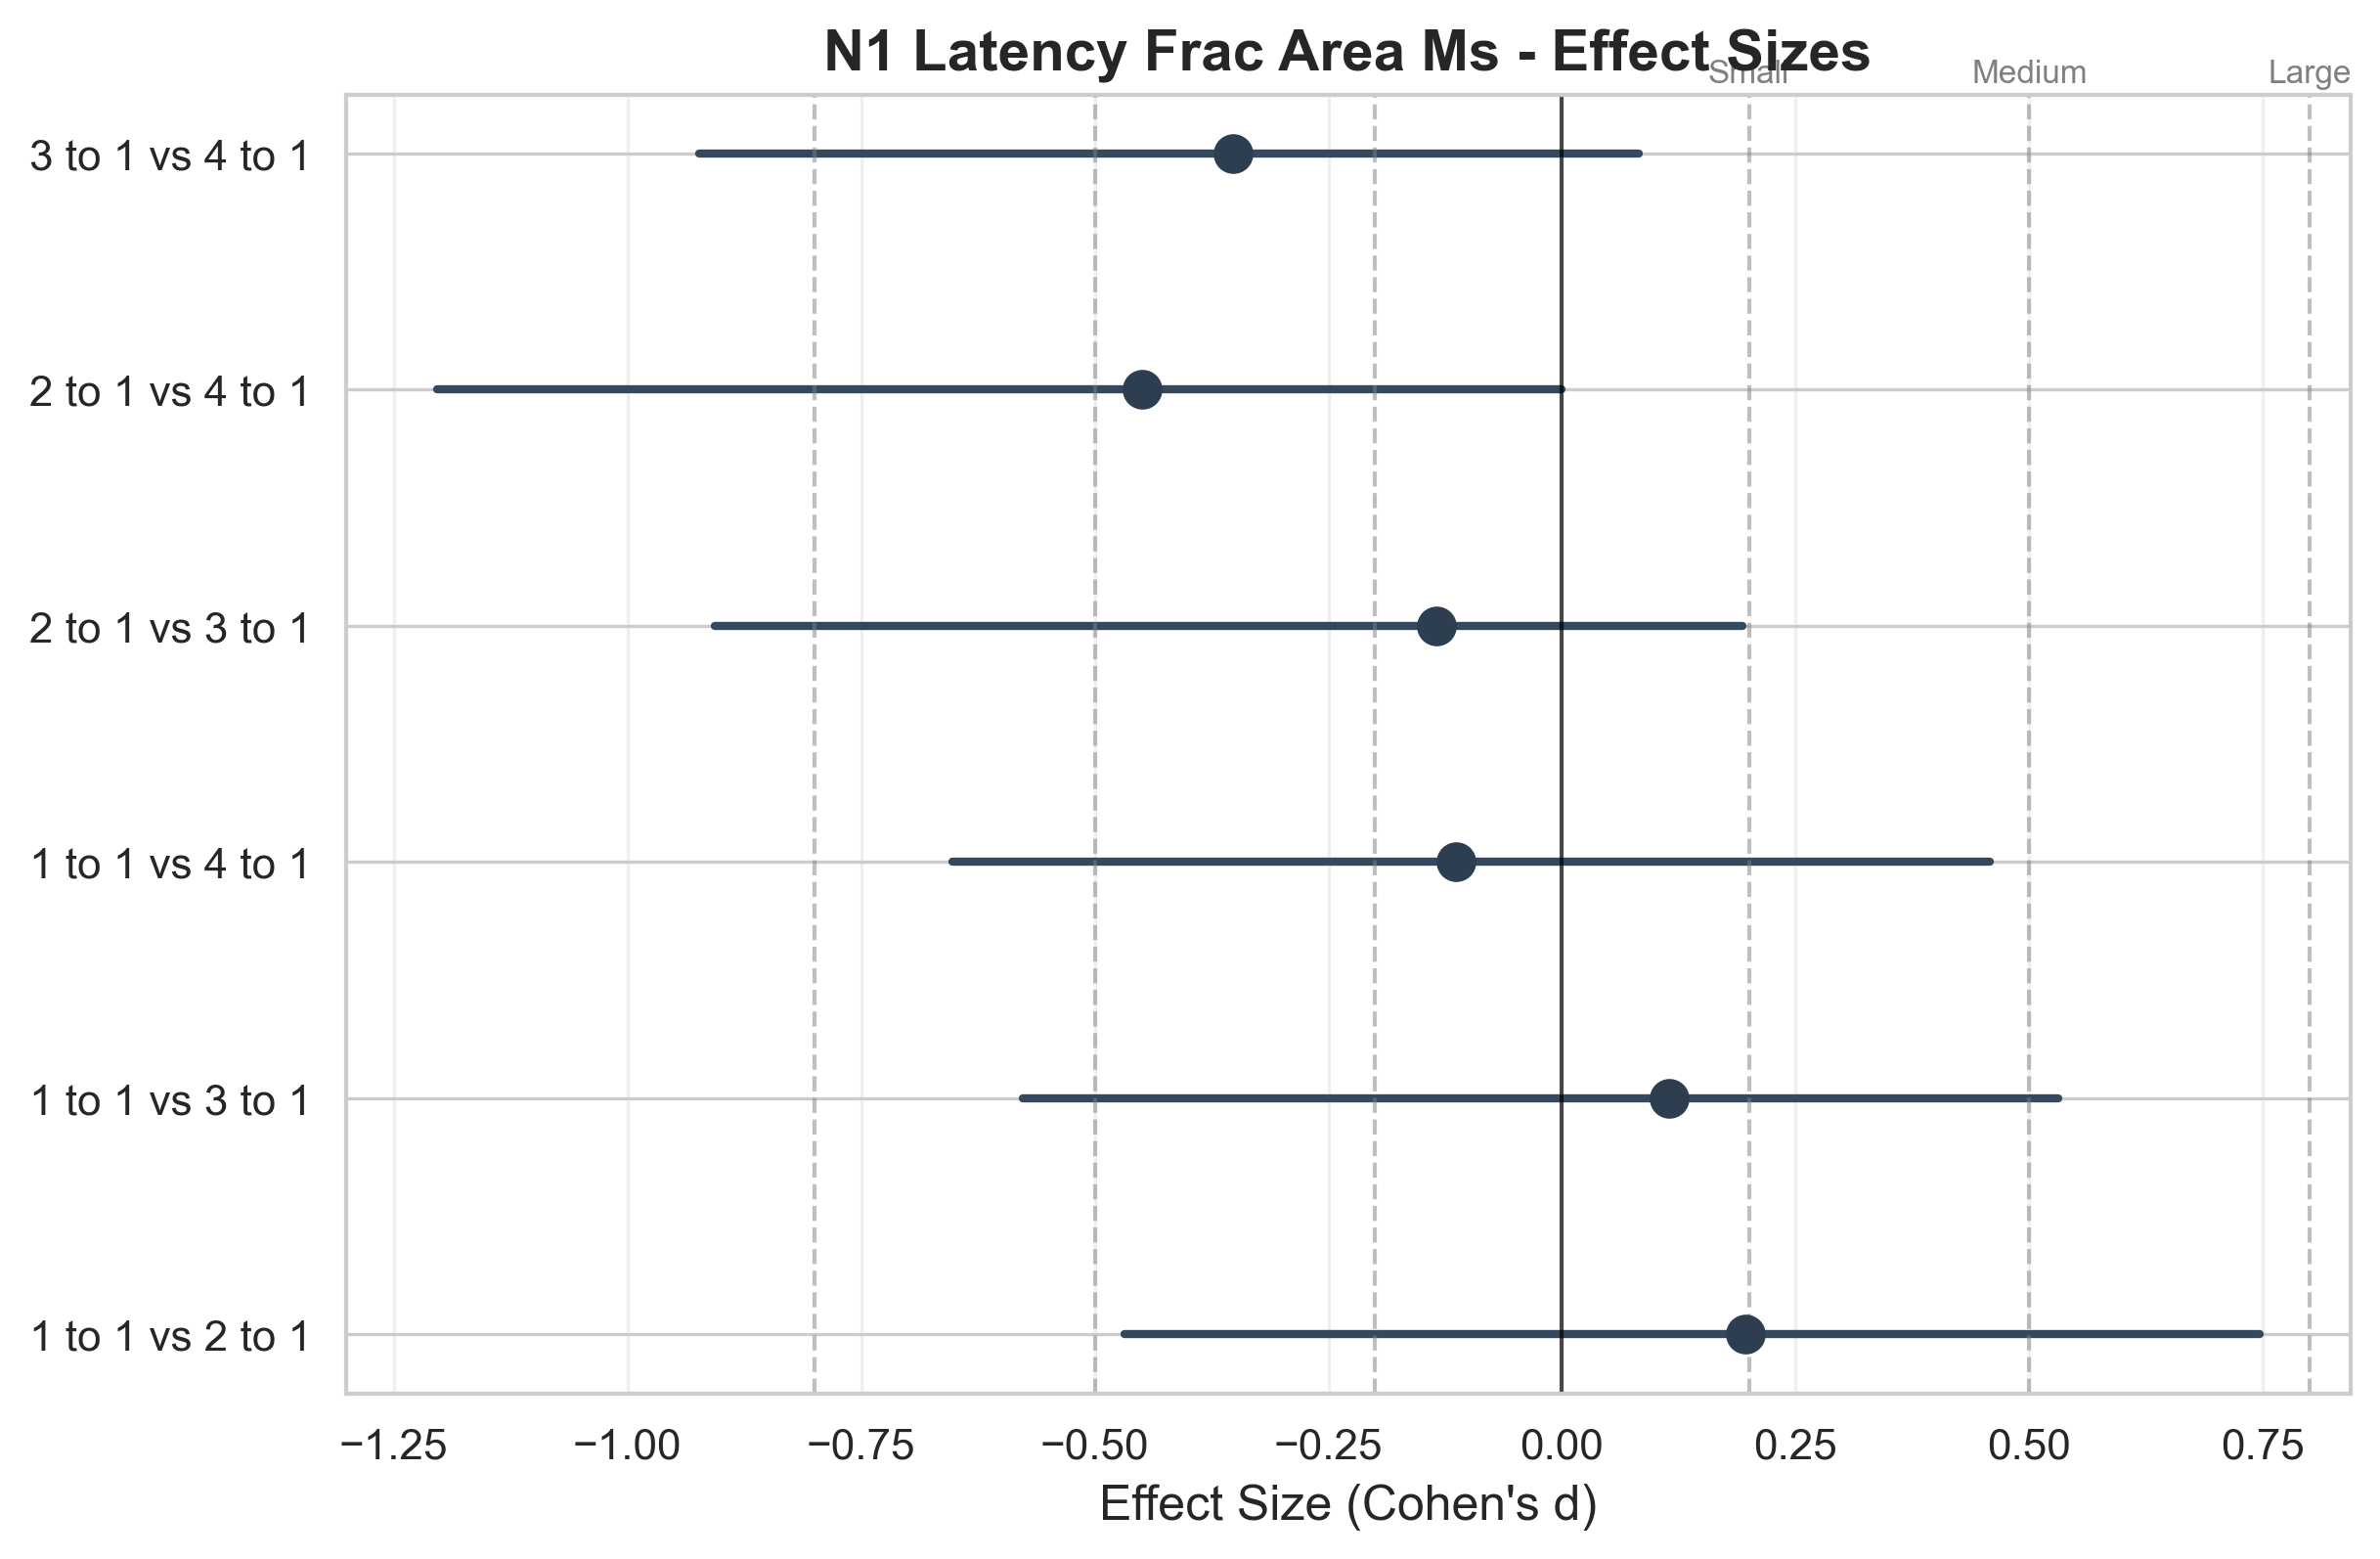 N1 Latency Frac Area Ms - Effect Sizes
Small Medium Large
3 to 1 vs 4 to 1
2 to 1 vs 4 to 1
2 to 1 vs 3 to 1
1 to 1 vs 4 to 1
1 to 1 vs 3 to 1
1 to 1 vs 2 to 1
−1.25 −1.00 −0.75 −0.50 −0.25 0.00 0.25 0.50 0.75
Effect Size (Cohen's d)